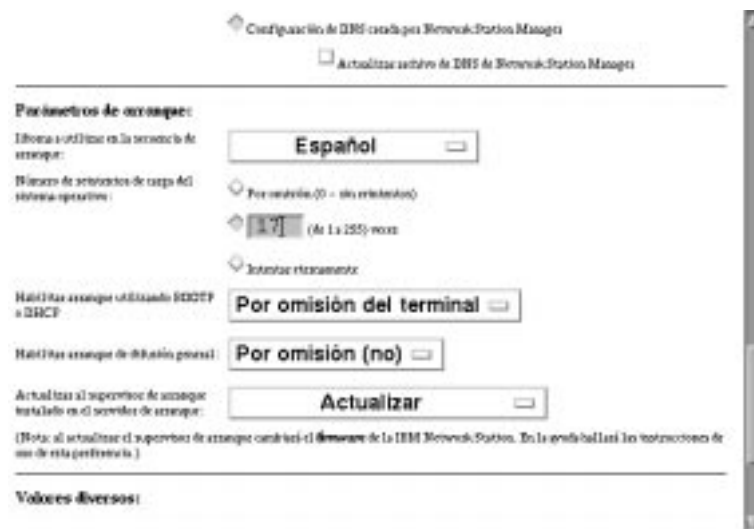 Configuración de DNS creada por Network Station Manager
Actualizar archivo de DNS de Network Station Manager
Parámetros de arranque:
Idioma a utilizar en la secuencia de
arranque:
Español
Número de reintentos de carga del
sistema operativo:
Por omisión (0 - sin reintentos)
17 (de 1 a 255) veces
Intentar eternamente
Habilitar arranque utilizando BOOTP
o DHCP
Por omisión del terminal
Habilitar arranque de difusión general:
Por omisión (no)
Actualizar el supervisor de arranque
instalado en el servidor de arranque:
Actualizar
(Nota: al actualizar el supervisor de arranque cambiará el firmware de la IBM Network Station. En la ayuda hallará las instrucciones de
uso de esta preferencia.)
Valores diversos: